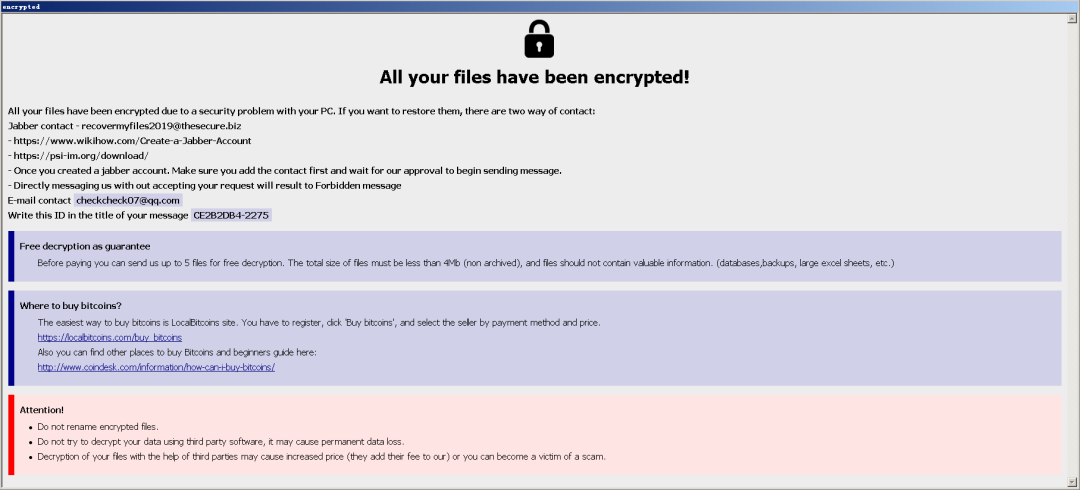 encrypted
All your files have been encrypted!
All your files have been encrypted due to a security problem with your PC. If you want to restore them, there are two way of contact:
Jabber contact - recovermyfiles2019@thesecure.biz
- https://www.wikihow.com/Create-a-Jabber-Account
- https://psi-im.org/download/
- Once you created a jabber account. Make sure you add the contact first and wait for our approval to begin sending message.
- Directly messaging us with out accepting your request will result to Forbidden message
E-mail contact checkcheck07@qq.com
Write this ID in the title of your message CE2B2DB4-2275
Free decryption as guarantee
Before paying you can send us up to 5 files for free decryption. The total size of files must be less than 4Mb (non archived), and files should not contain valuable information. (databases,backups, large excel sheets, etc.)
Where to buy bitcoins?
The easiest way to buy bitcoins is LocalBitcoins site. You have to register, click 'Buy bitcoins', and select the seller by payment method and price.
https://localbitcoins.com/buy_bitcoins
Also you can find other places to buy Bitcoins and beginners guide here:
http://www.coindesk.com/information/how-can-i-buy-bitcoins/
Attention!
• Do not rename encrypted files.
• Do not try to decrypt your data using third party software, it may cause permanent data loss.
• Decryption of your files with the help of third parties may cause increased price (they add their fee to our) or you can become a victim of a scam.